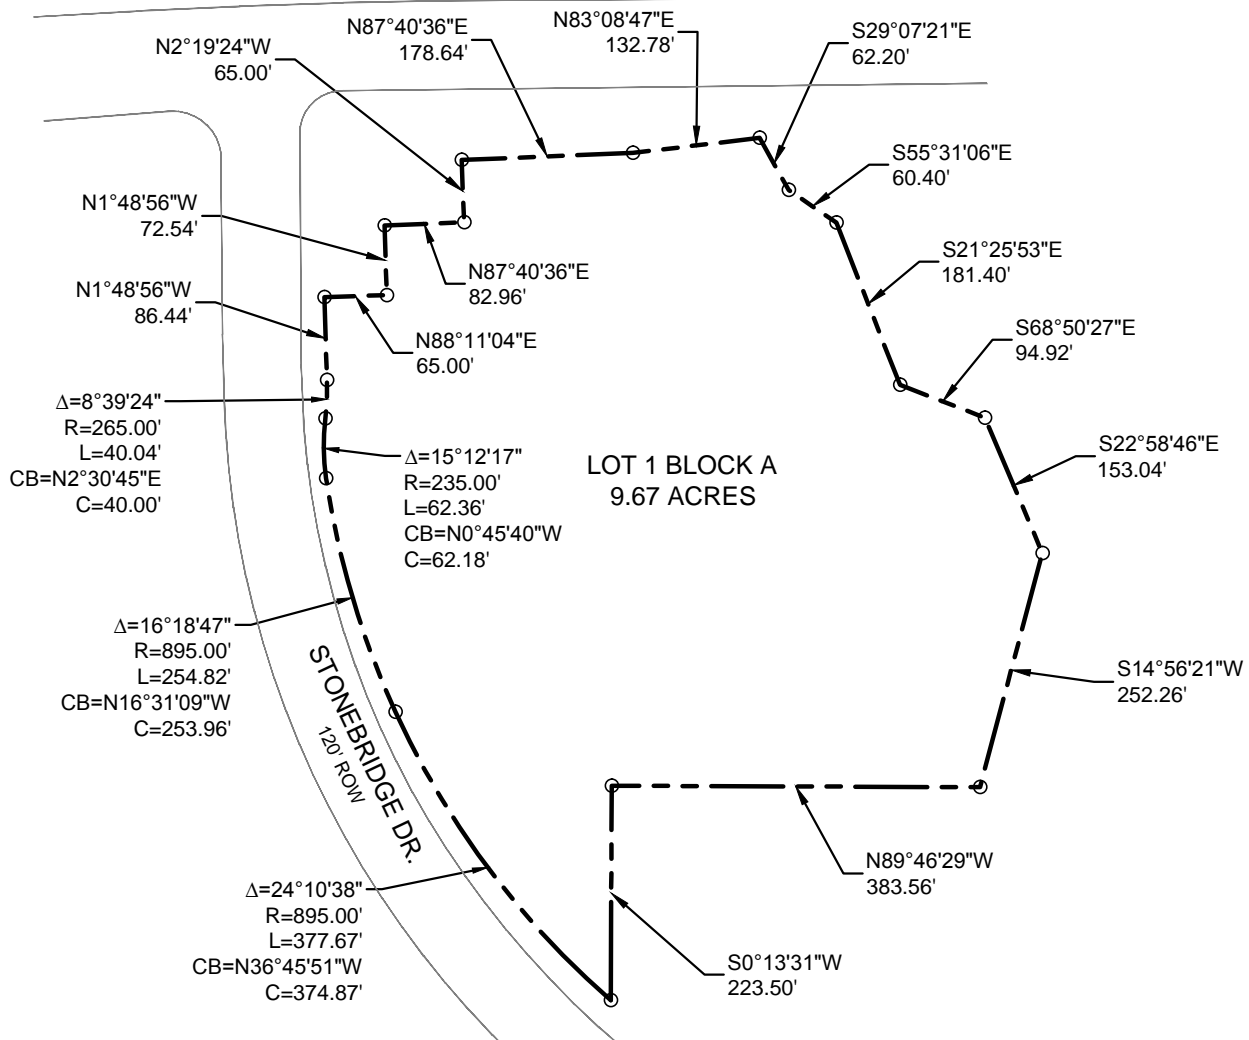 N87°40'36"E
178.64'
N83°08'47"E
132.78'
S29°07'21"E
62.20'
N2°19'24"W
65.00'
S55°31'06"E
60.40'
N1°48'56"W
72.54'
S21°25'53"E
181.40'
N87°40'36"E
82.96'
N1°48'56"W
86.44'
N88°11'04"E
65.00'
S68°50'27"E
94.92'
Δ=8°39'24"
R=265.00'
L=40.04'
CB=N2°30'45"E
C=40.00'
Δ=15°12'17"
R=235.00'
L=62.36'
CB=N0°45'40"W
C=62.18'
LOT 1 BLOCK A
9.67 ACRES
S22°58'46"E
153.04'
Δ=16°18'47"
R=895.00'
L=254.82'
CB=N16°31'09"W
C=253.96'
STONEBRIDGE DR.
120' ROW
S14°56'21"W
252.26'
N89°46'29"W
383.56'
Δ=24°10'38"
R=895.00'
L=377.67'
CB=N36°45'51"W
C=374.87'
S0°13'31"W
223.50'